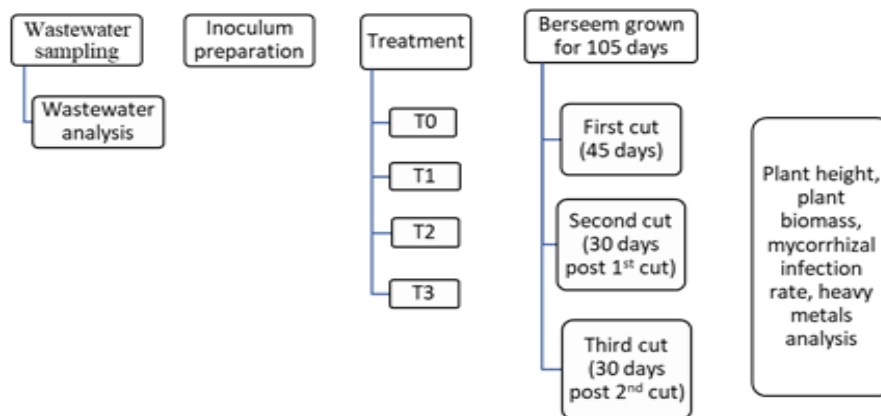 Wastewater
sampling
Wastewater
analysis
Inoculum
preparation
Treatment
T0
T1
T2
T3
Berseem grown
for 105 days
First cut
(45 days)
Second cut
(30 days
post 1st cut)
Third cut
(30 days
post 2nd cut)
Plant height,
plant
biomass,
mycorrhizal
infection
rate, heavy
metals
analysis